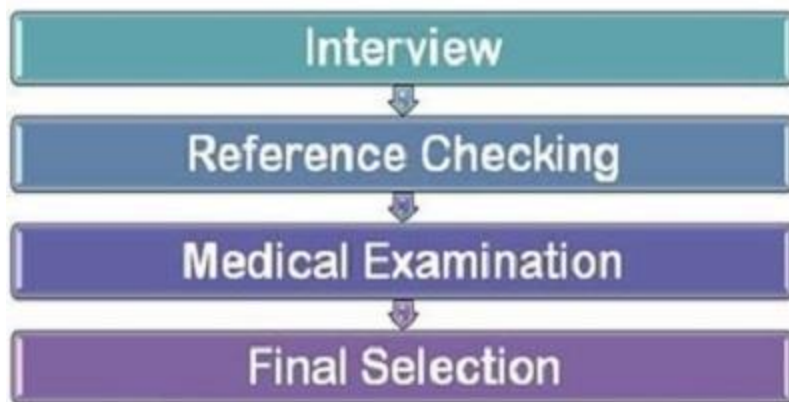 Interview
Reference Checking
Medical Examination
Final Selection